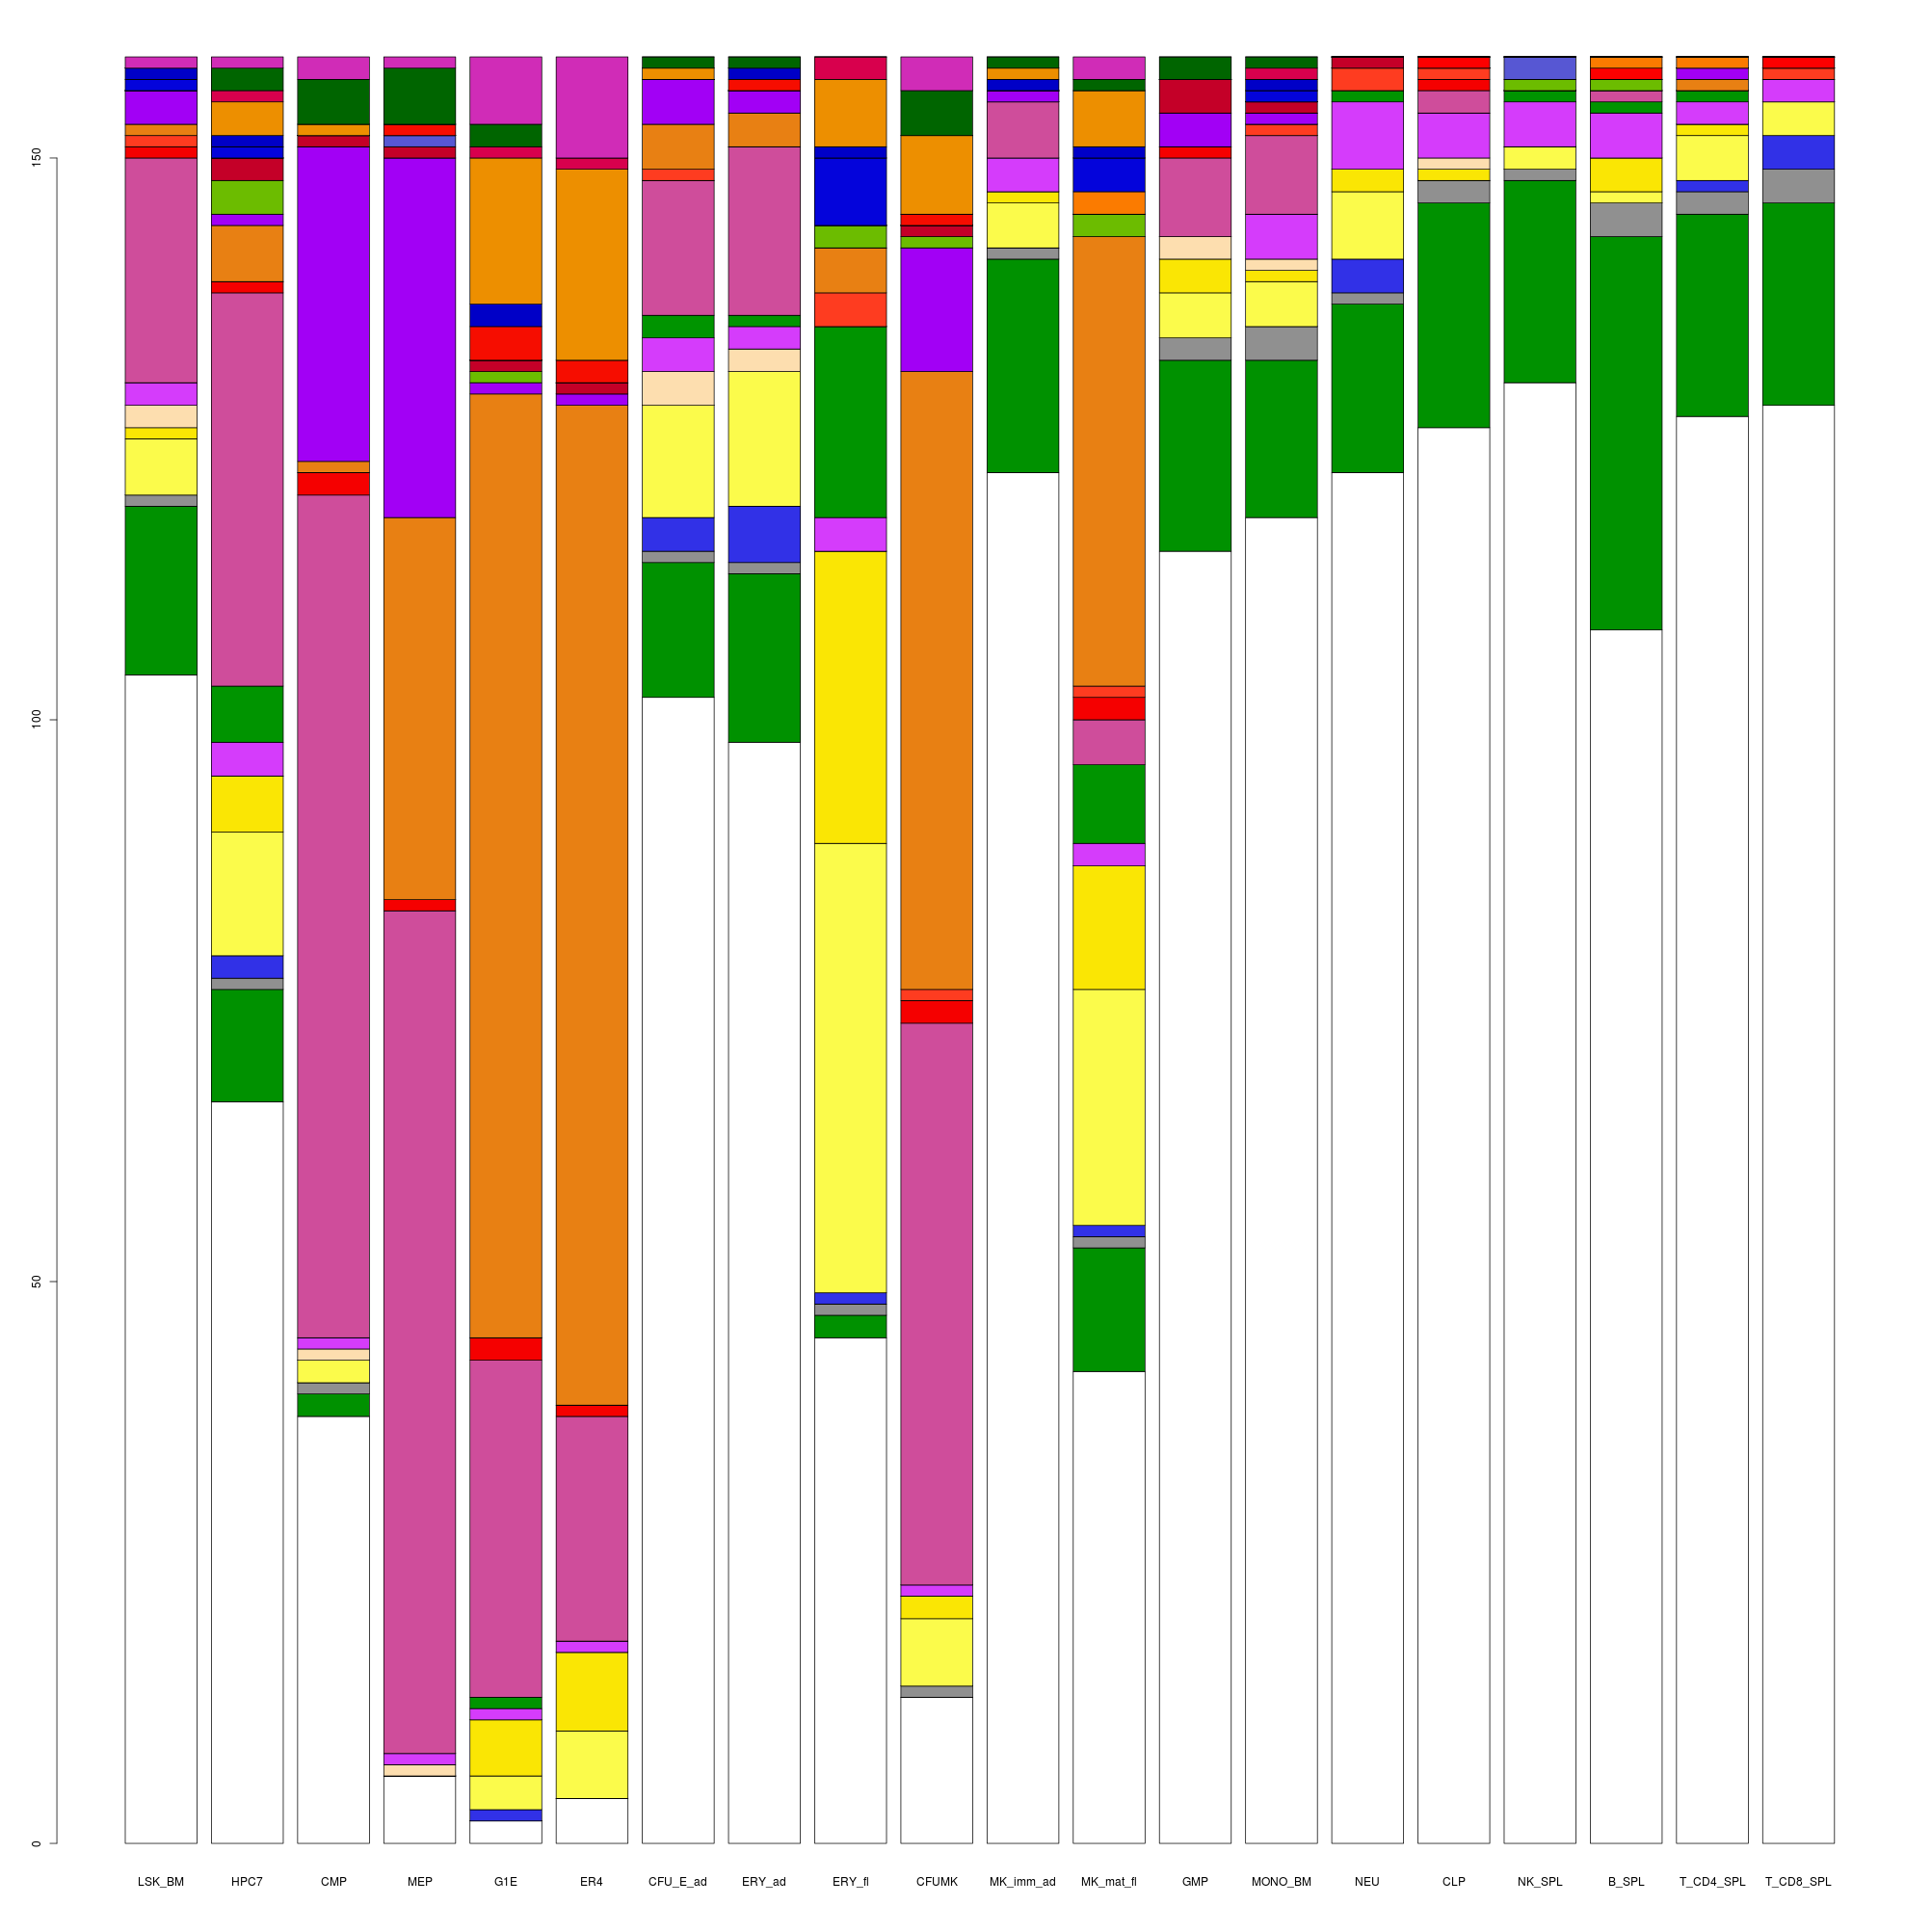 150
100
50
0
LSK_BM HPC7 CMP MEP G1E ER4 CFU_E_ad ERY_ad ERY_fl CFUMK MK_imm_ad MK_mat_fl GMP MONO_BM NEU CLP NK_SPL B_SPL T_CD4_SPL T_CD8_SPL